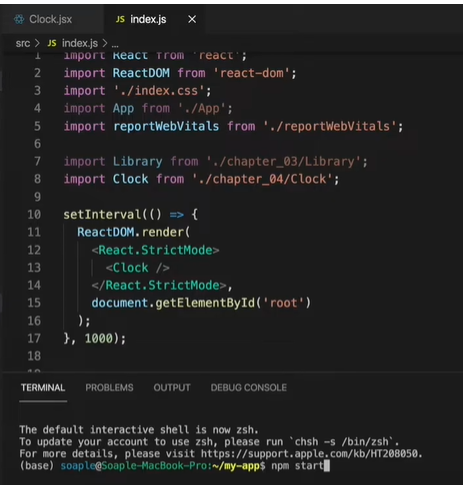 Clock.jsx JS index.js ×
src > JS index.js > ...
1 import React from 'react';
2 import ReactDOM from 'react-dom';
3 import './index.css';
4 import App from './App';
5 import reportWebVitals from './reportWebVitals';
6
7 import Library from './chapter_03/Library';
8 import Clock from './chapter_04/Clock';
9
10 setInterval(() => {
11 ReactDOM.render(
12 <React.StrictMode>
13 <Clock />
14 </React.StrictMode>,
15 document.getElementById('root')
16 );
17 }, 1000);
18
19
TERMINAL PROBLEMS OUTPUT DEBUG CONSOLE
The default interactive shell is now zsh.
To update your account to use zsh, please run `chsh -s /bin/zsh`.
For more details, please visit https://support.apple.com/kb/HT208050.
(base) soaple@Soaple-MacBook-Pro:~/my-app$ npm start